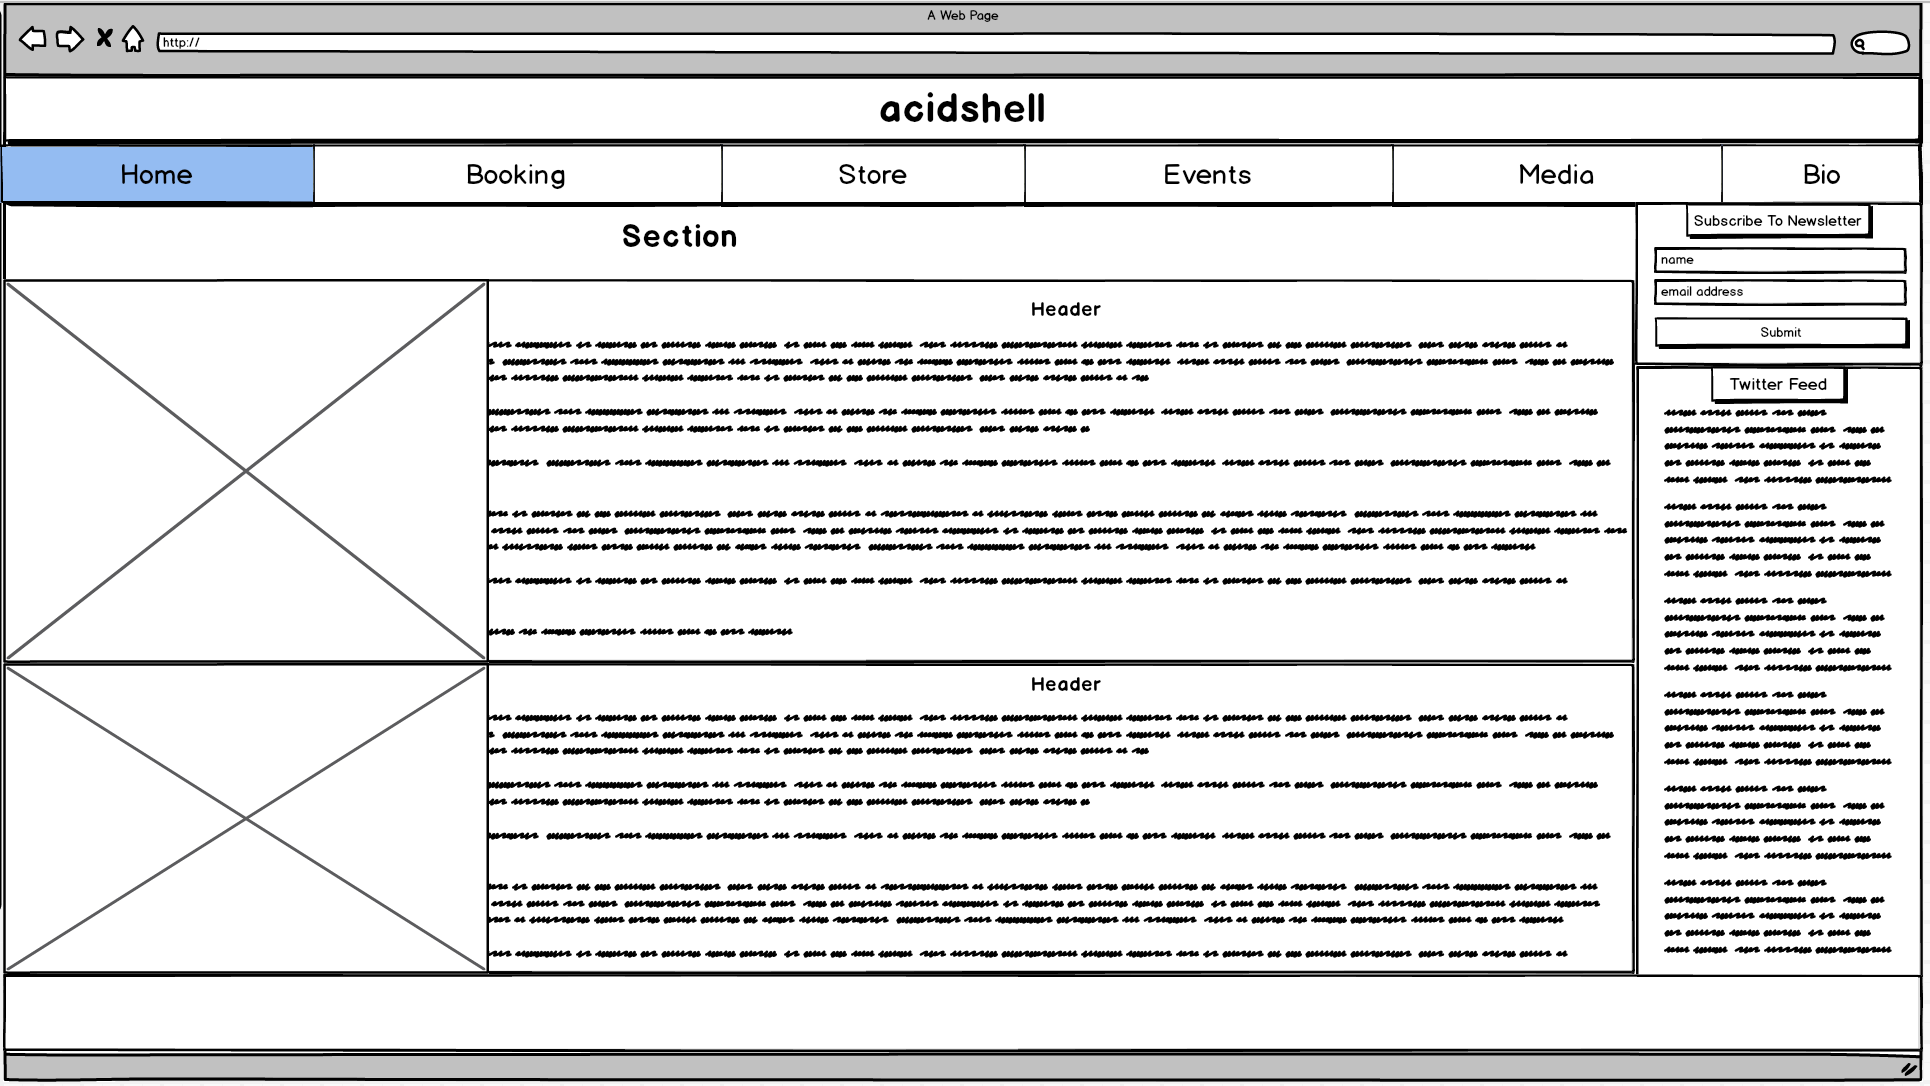 A Web Page
http://
acidshell
Home Booking Store Events Media Bio
Section
Subscribe To Newsletter
name
email address
Submit
Header
Twitter Feed
Header